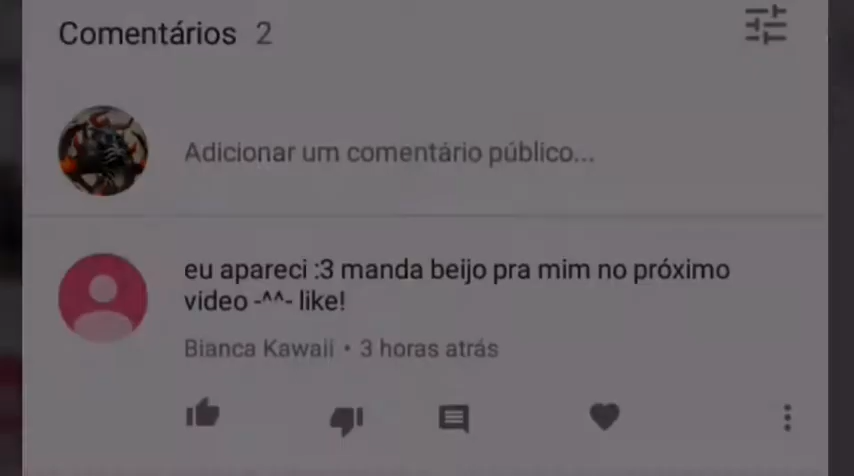 Comentários 2
Adicionar um comentário público...
eu apareci :3 manda beijo pra mim no próximo
vídeo -^^- like!
Bianca Kawaii • 3 horas atrás